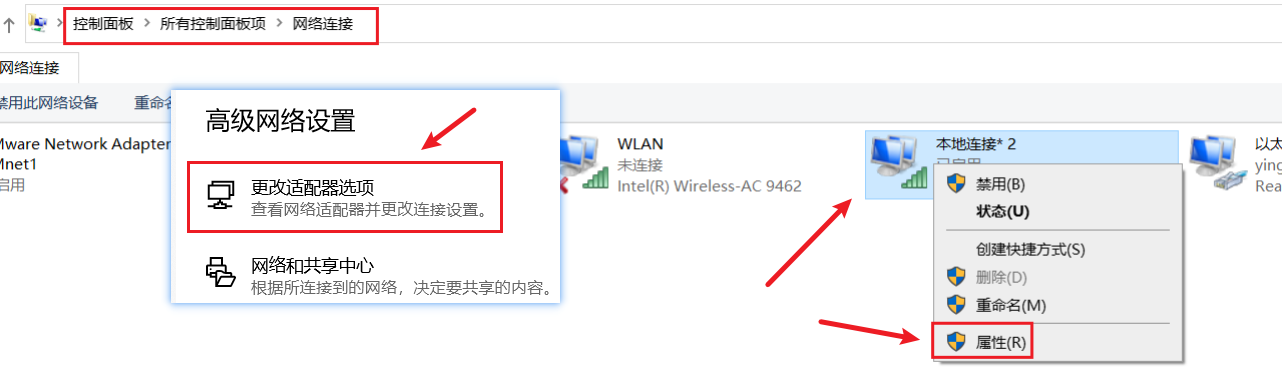 控制面板 > 所有控制面板项 > 网络连接
网络连接
禁用此网络设备
Mware Network Adapter
Mnet1
启用
高级网络设置
更改适配器选项
查看网络适配器并更改连接设置。
网络和共享中心
根据所连接到的网络，决定要共享的内容。
WLAN
未连接
Intel(R) Wireless-AC 9462
本地连接* 2
已启用
禁用(B)
状态(U)
创建快捷方式(S)
删除(D)
重命名(M)
属性(R)
以太
ying
Rea